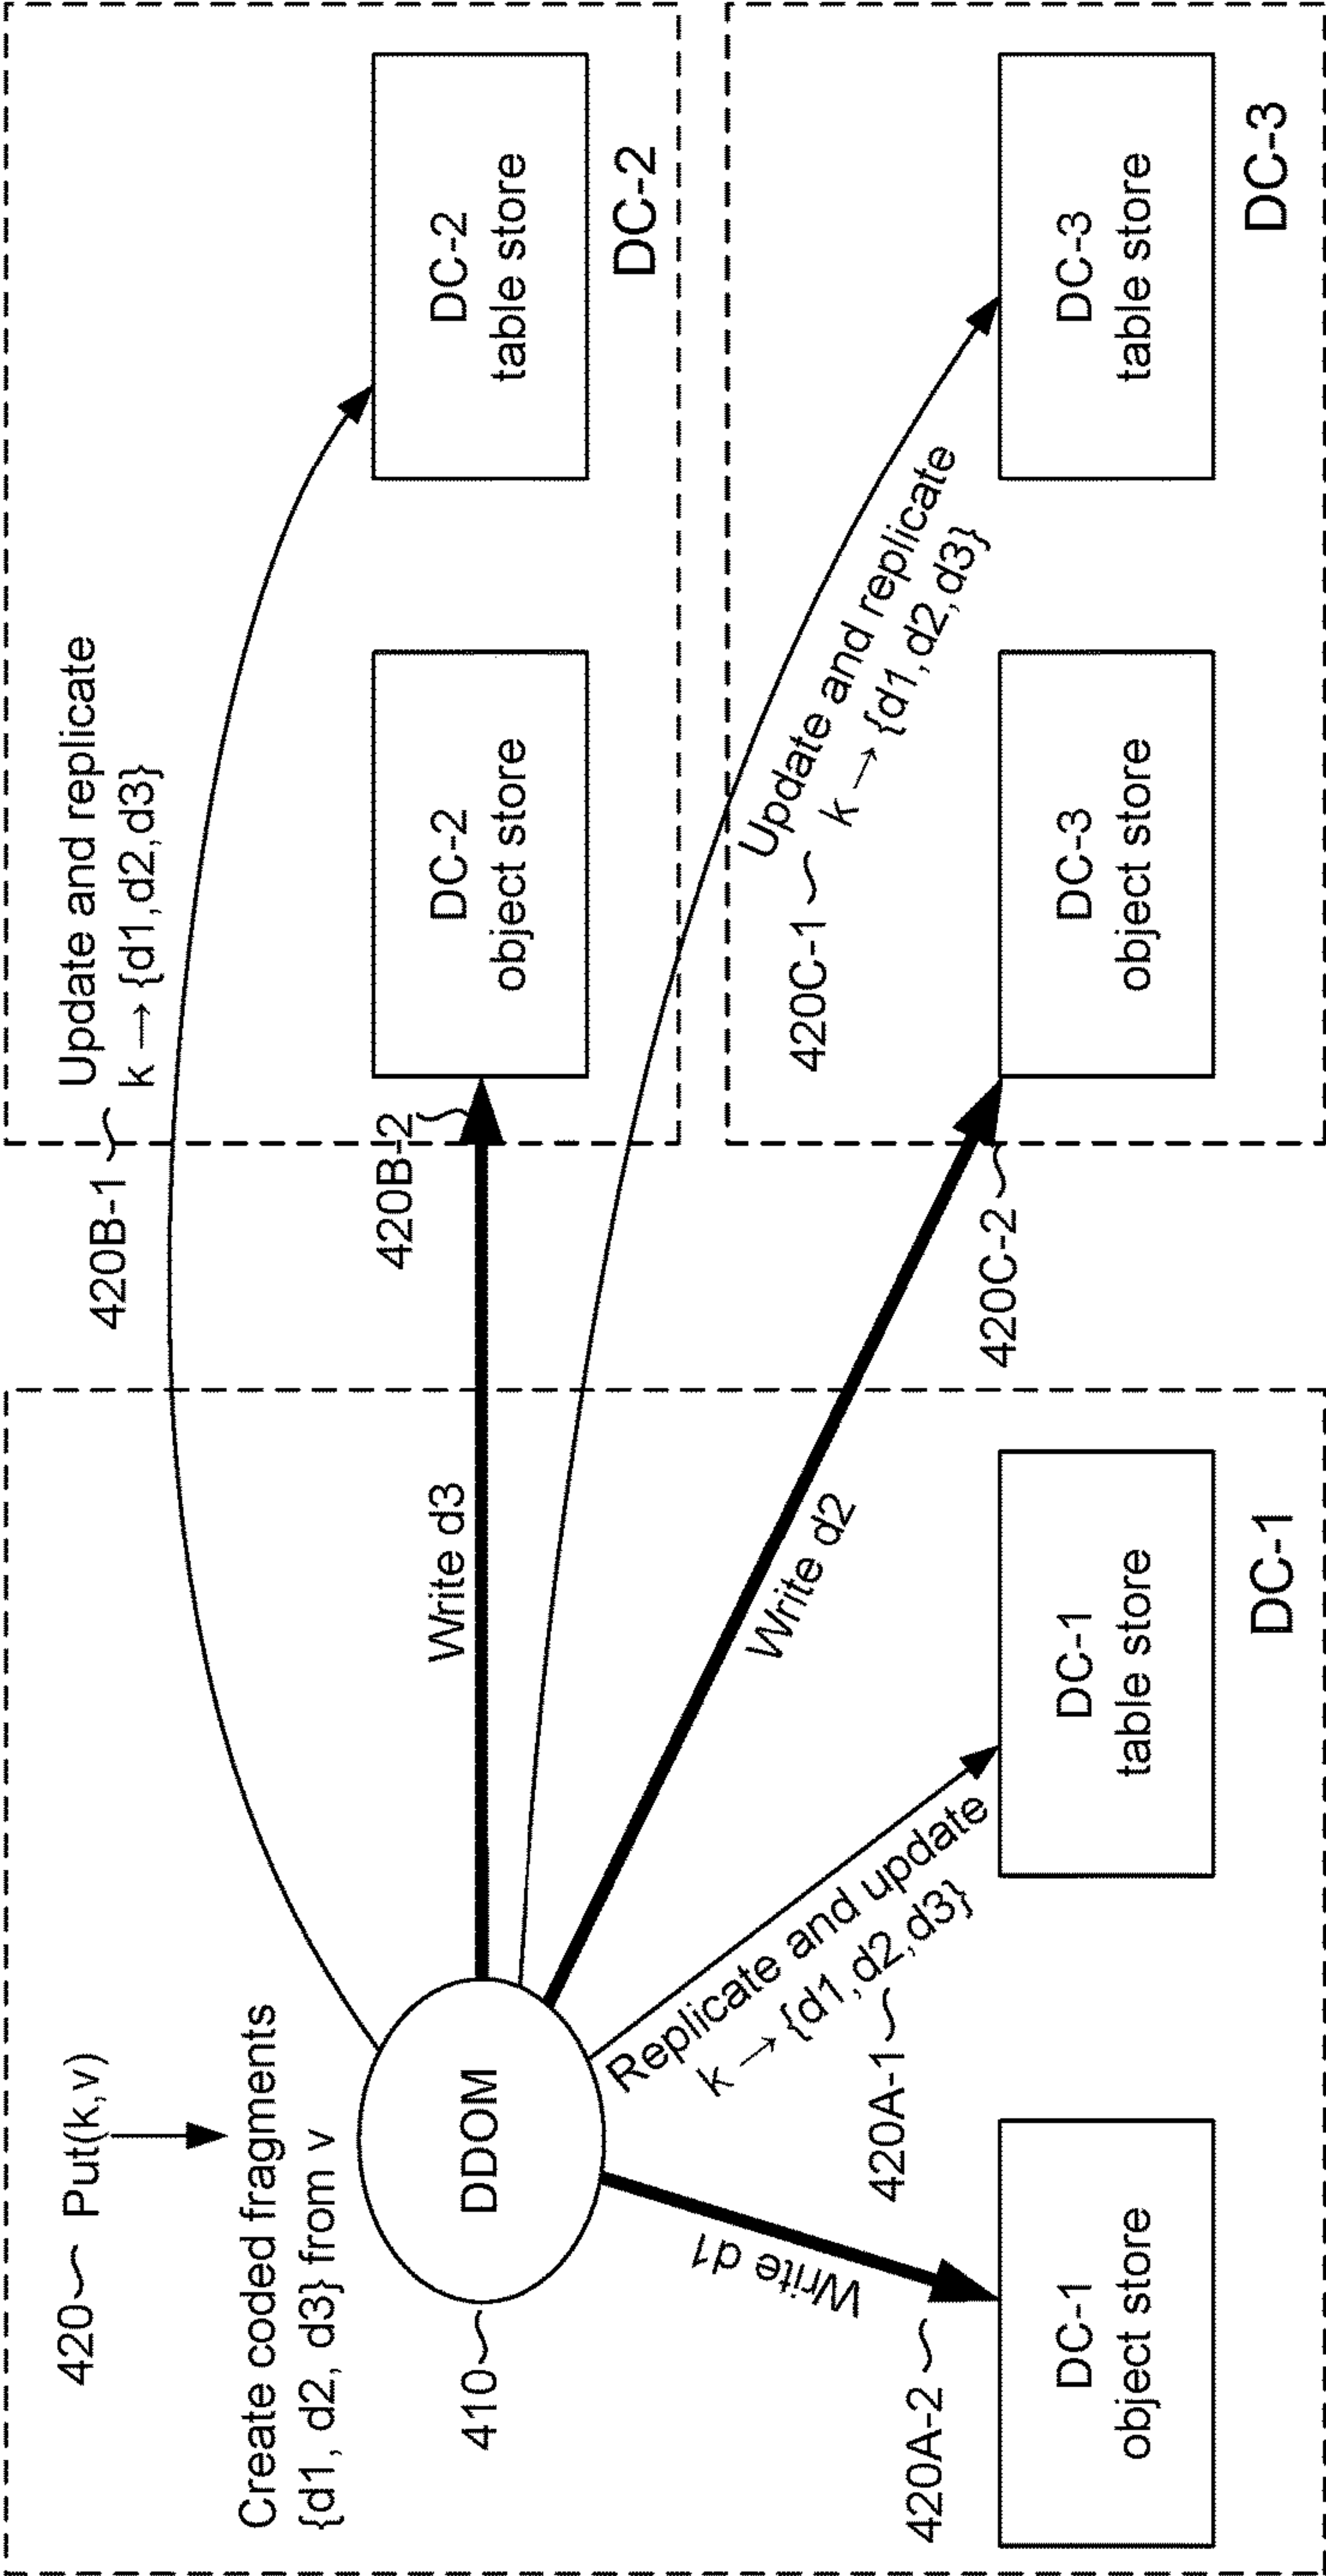 420 Put(k,v)
Create coded fragments
{d1, d2, d3} from v
410
DDOM
Write d1
420A-2
DC-1
object store
Replicate and update
k → {d1,d2,d3}
420A-1
DC-1
table store
DC-1
Write d3
Write d2
420B-1
Update and replicate
k → {d1,d2,d3}
420B-2
DC-2
object store
DC-2
table store
DC-2
420C-1
Update and replicate
k → {d1,d2,d3}
420C-2
DC-3
object store
DC-3
table store
DC-3